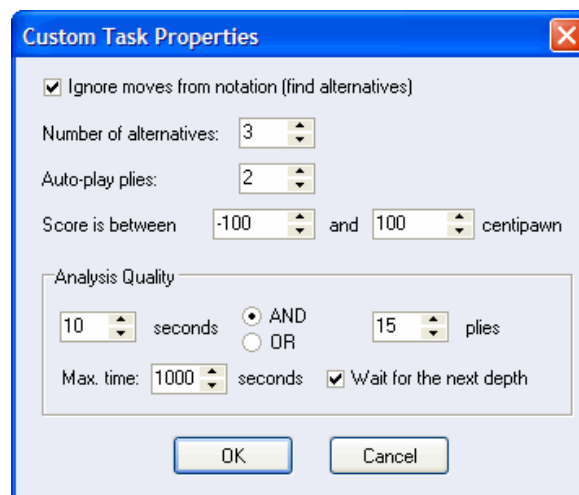 Custom Task Properties
Ignore moves from notation (find alternatives)
Number of alternatives: 3
Auto-play plies: 2
Score is between -100 and 100 centipawn
Analysis Quality
10 seconds AND 15 plies
OR
Max. time: 1000 seconds Wait for the next depth
OK Cancel